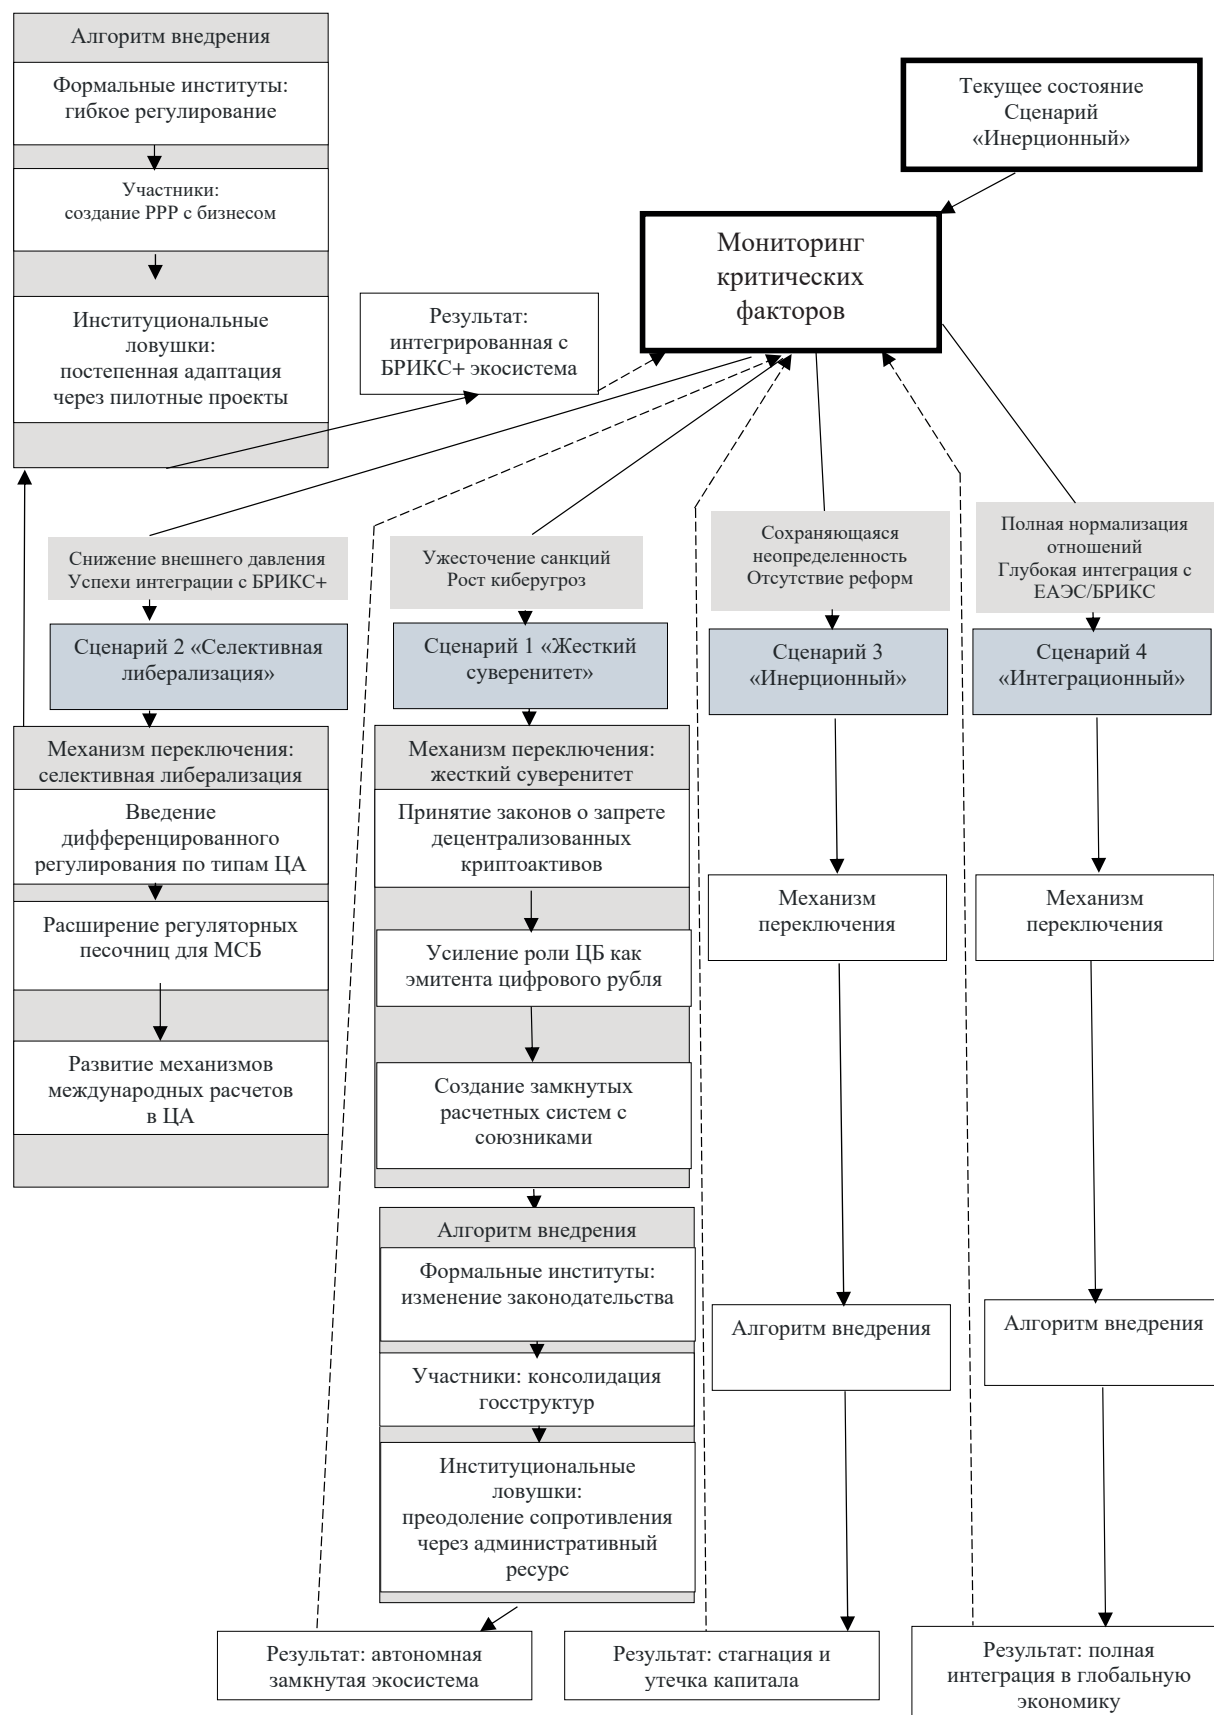 Алгоритм внедрения
Формальные институты:
гибкое регулирование
Участники:
создание PPP с бизнесом
Институциональные
ловушки:
постепенная адаптация
через пилотные проекты
Текущее состояние
Сценарий
«Инерционный»
Мониторинг
критических
факторов
Результат:
интегрированная с
БРИКС+ экосистема
Снижение внешнего давления
Успехи интеграции с БРИКС+
Ужесточение санкций
Рост киберугроз
Сохраняющаяся
неопределенность
Отсутствие реформ
Полная нормализация
отношений
Глубокая интеграция с
ЕАЭС/БРИКС
Сценарий 2 «Селективная
либерализация»
Сценарий 1 «Жесткий
суверенитет»
Сценарий 3
«Инерционный»
Сценарий 4
«Интеграционный»
Механизм переключения:
селективная либерализация
Введение
дифференцированного
регулирования по типам ЦА
Расширение регуляторных
песочниц для МСБ
Развитие механизмов
международных расчетов
в ЦА
Механизм переключения:
жесткий суверенитет
Принятие законов о запрете
децентрализованных
криптоактивов
Усиление роли ЦБ как
эмитента цифрового рубля
Создание замкнутых
расчетных систем с
союзниками
Механизм
переключения
Механизм
переключения
Алгоритм внедрения
Формальные институты:
изменение законодательства
Участники: консолидация
госструктур
Институциональные
ловушки:
преодоление сопротивления
через административный
ресурс
Алгоритм внедрения
Алгоритм внедрения
Результат: автономная
замкнутая экосистема
Результат: стагнация и
утечка капитала
Результат: полная
интеграция в глобальную
экономику